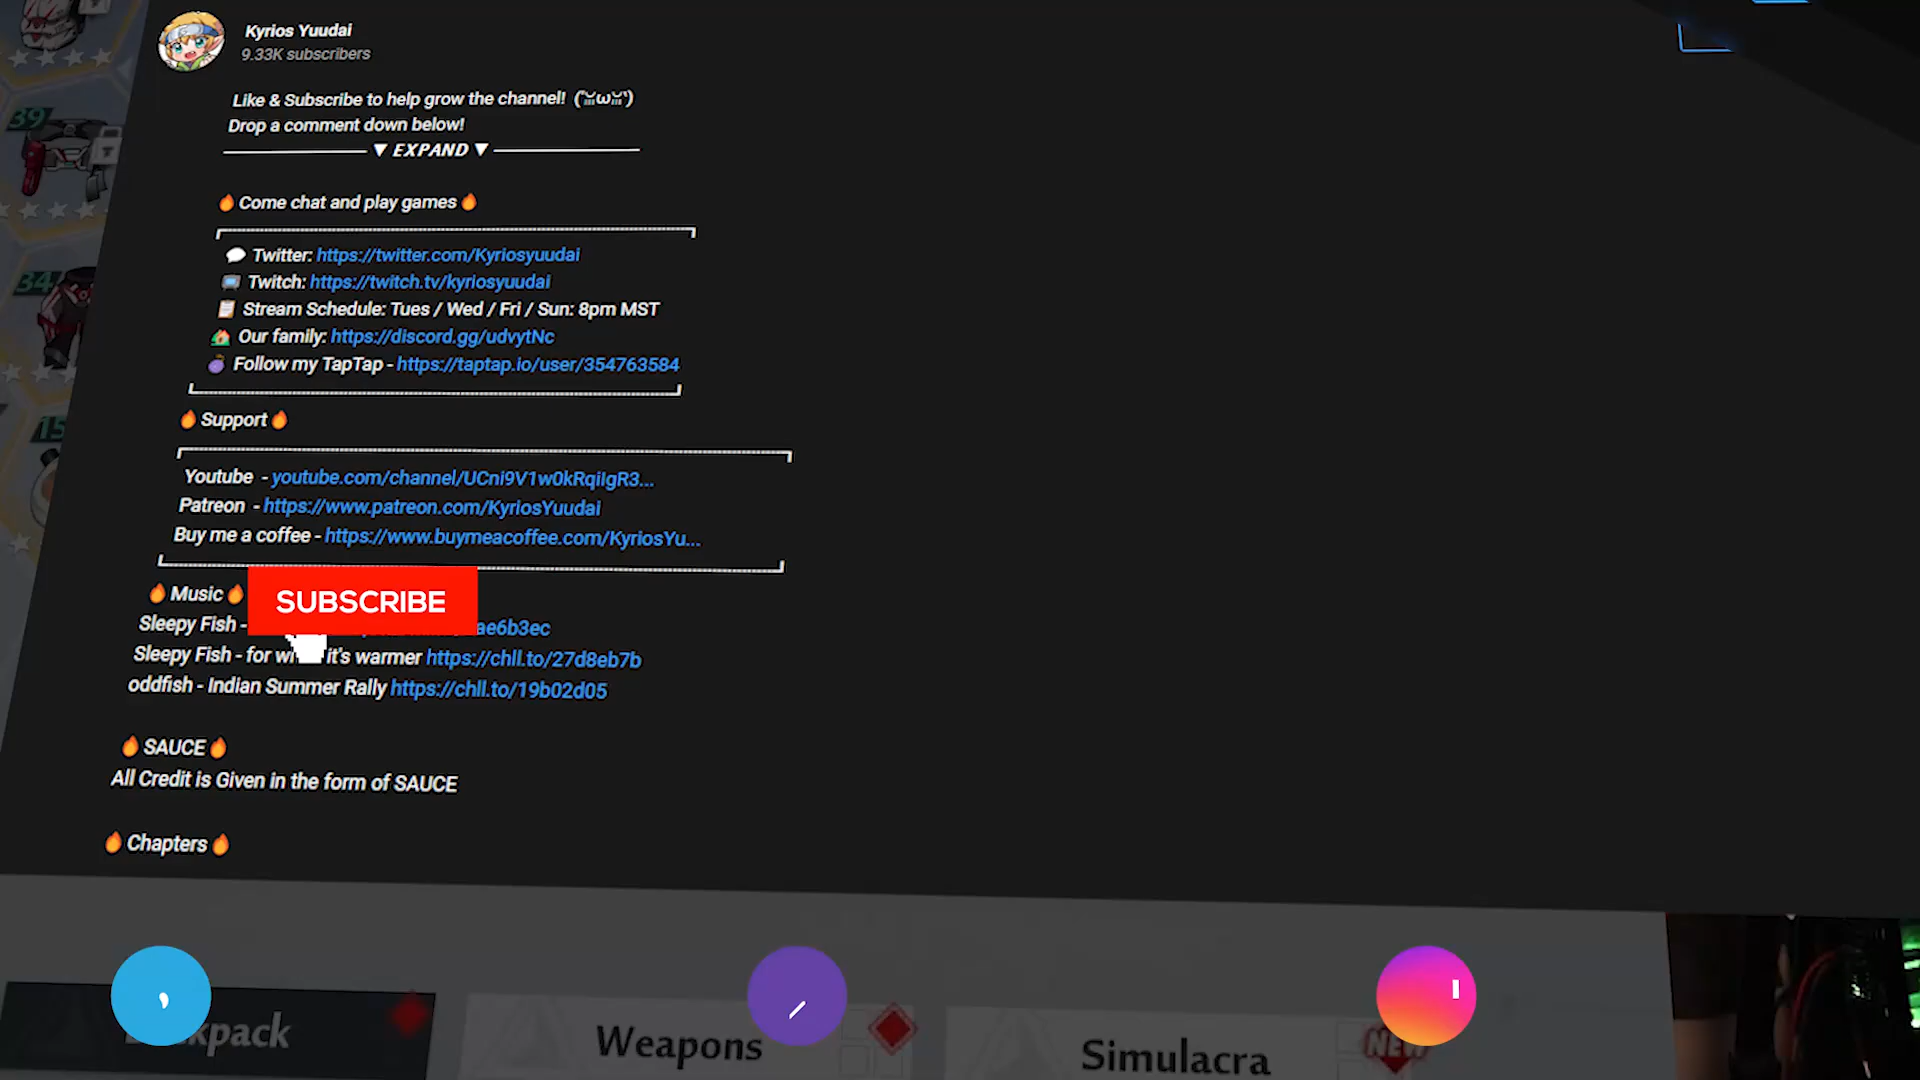 Kyrios Yuudai
9.33K subscribers
Like & Subscribe to help grow the channel!
Drop a comment down below!
▼ EXPAND ▼
🔥 Come chat and play games 🔥
💬 Twitter: https://twitter.com/Kyriosyuudai
📺 Twitch: https://twitch.tv/kyriosyuudai
📋 Stream Schedule: Tues / Wed / Fri / Sun: 8pm MST
🏠 Our family: https://discord.gg/udvytNc
Follow my TapTap - https://taptap.io/user/354763584
🔥 Support 🔥
Youtube - youtube.com/channel/UCni9V1w0kRqiIgR3...
Patreon - https://www.patreon.com/KyriosYuudai
Buy me a coffee - https://www.buymeacoffee.com/KyriosYu...
🔥 Music 🔥
SUBSCRIBE
Sleepy Fish - ae6b3ec
Sleepy Fish - for it's warmer https://chll.to/27d8eb7b
oddfish - Indian Summer Rally https://chll.to/19b02d05
🔥 SAUCE 🔥
All Credit is Given in the form of SAUCE
🔥 Chapters 🔥
39
34
15
Weapons
Simulacra
NEW